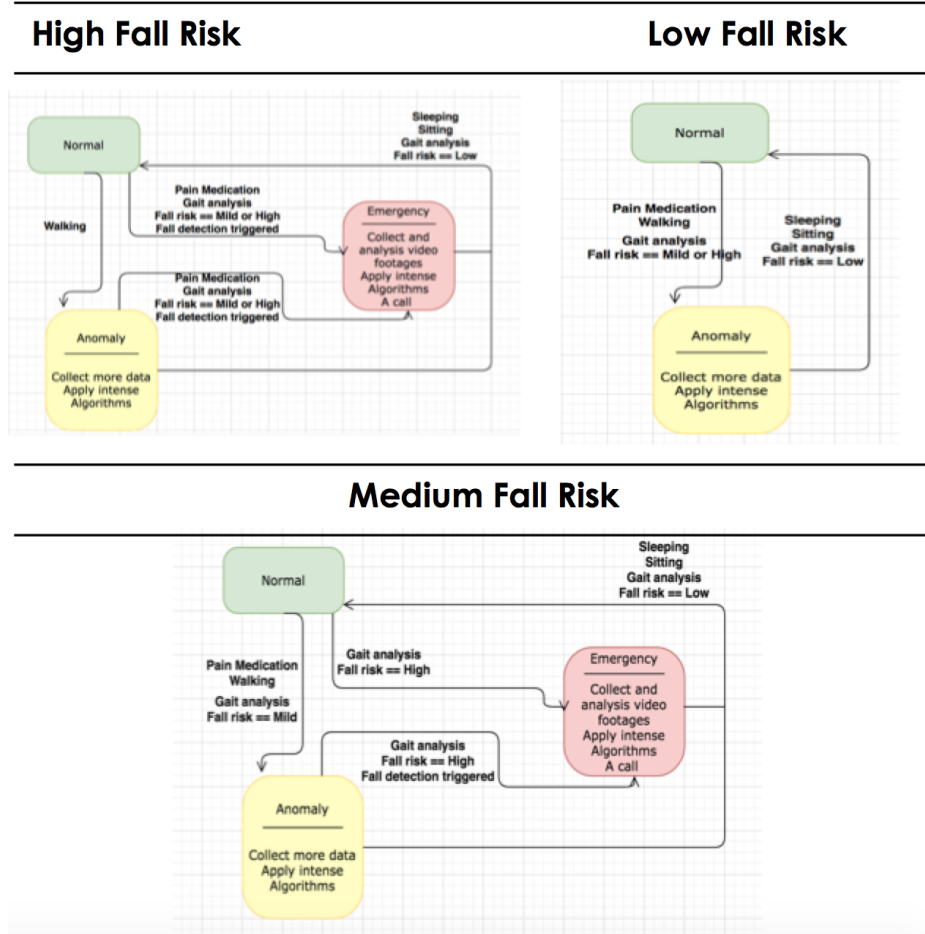 High Fall Risk
Low Fall Risk
Normal
Sleeping
Sitting
Gait analysis
Fall risk == Low
Walking
Pain Medication
Gait analysis
Fall risk == Mild or High
Fall detection triggered
Emergency
Collect and
analysis video
footages
Apply intense
Algorithms
A call
Pain Medication
Gait analysis
Fall risk == Mild or High
Fall detection triggered
Anomaly
Collect more data
Apply intense
Algorithms
Normal
Pain Medication
Walking
Gait analysis
Fall risk == Mild or High
Sleeping
Sitting
Gait analysis
Fall risk == Low
Anomaly
Collect more data
Apply intense
Algorithms
Medium Fall Risk
Normal
Sleeping
Sitting
Gait analysis
Fall risk == Low
Pain Medication
Walking
Gait analysis
Fall risk == Mild
Gait analysis
Fall risk == High
Emergency
Collect and
analysis video
footages
Apply intense
Algorithms
A call
Gait analysis
Fall risk == High
Fall detection triggered
Anomaly
Collect more data
Apply intense
Algorithms